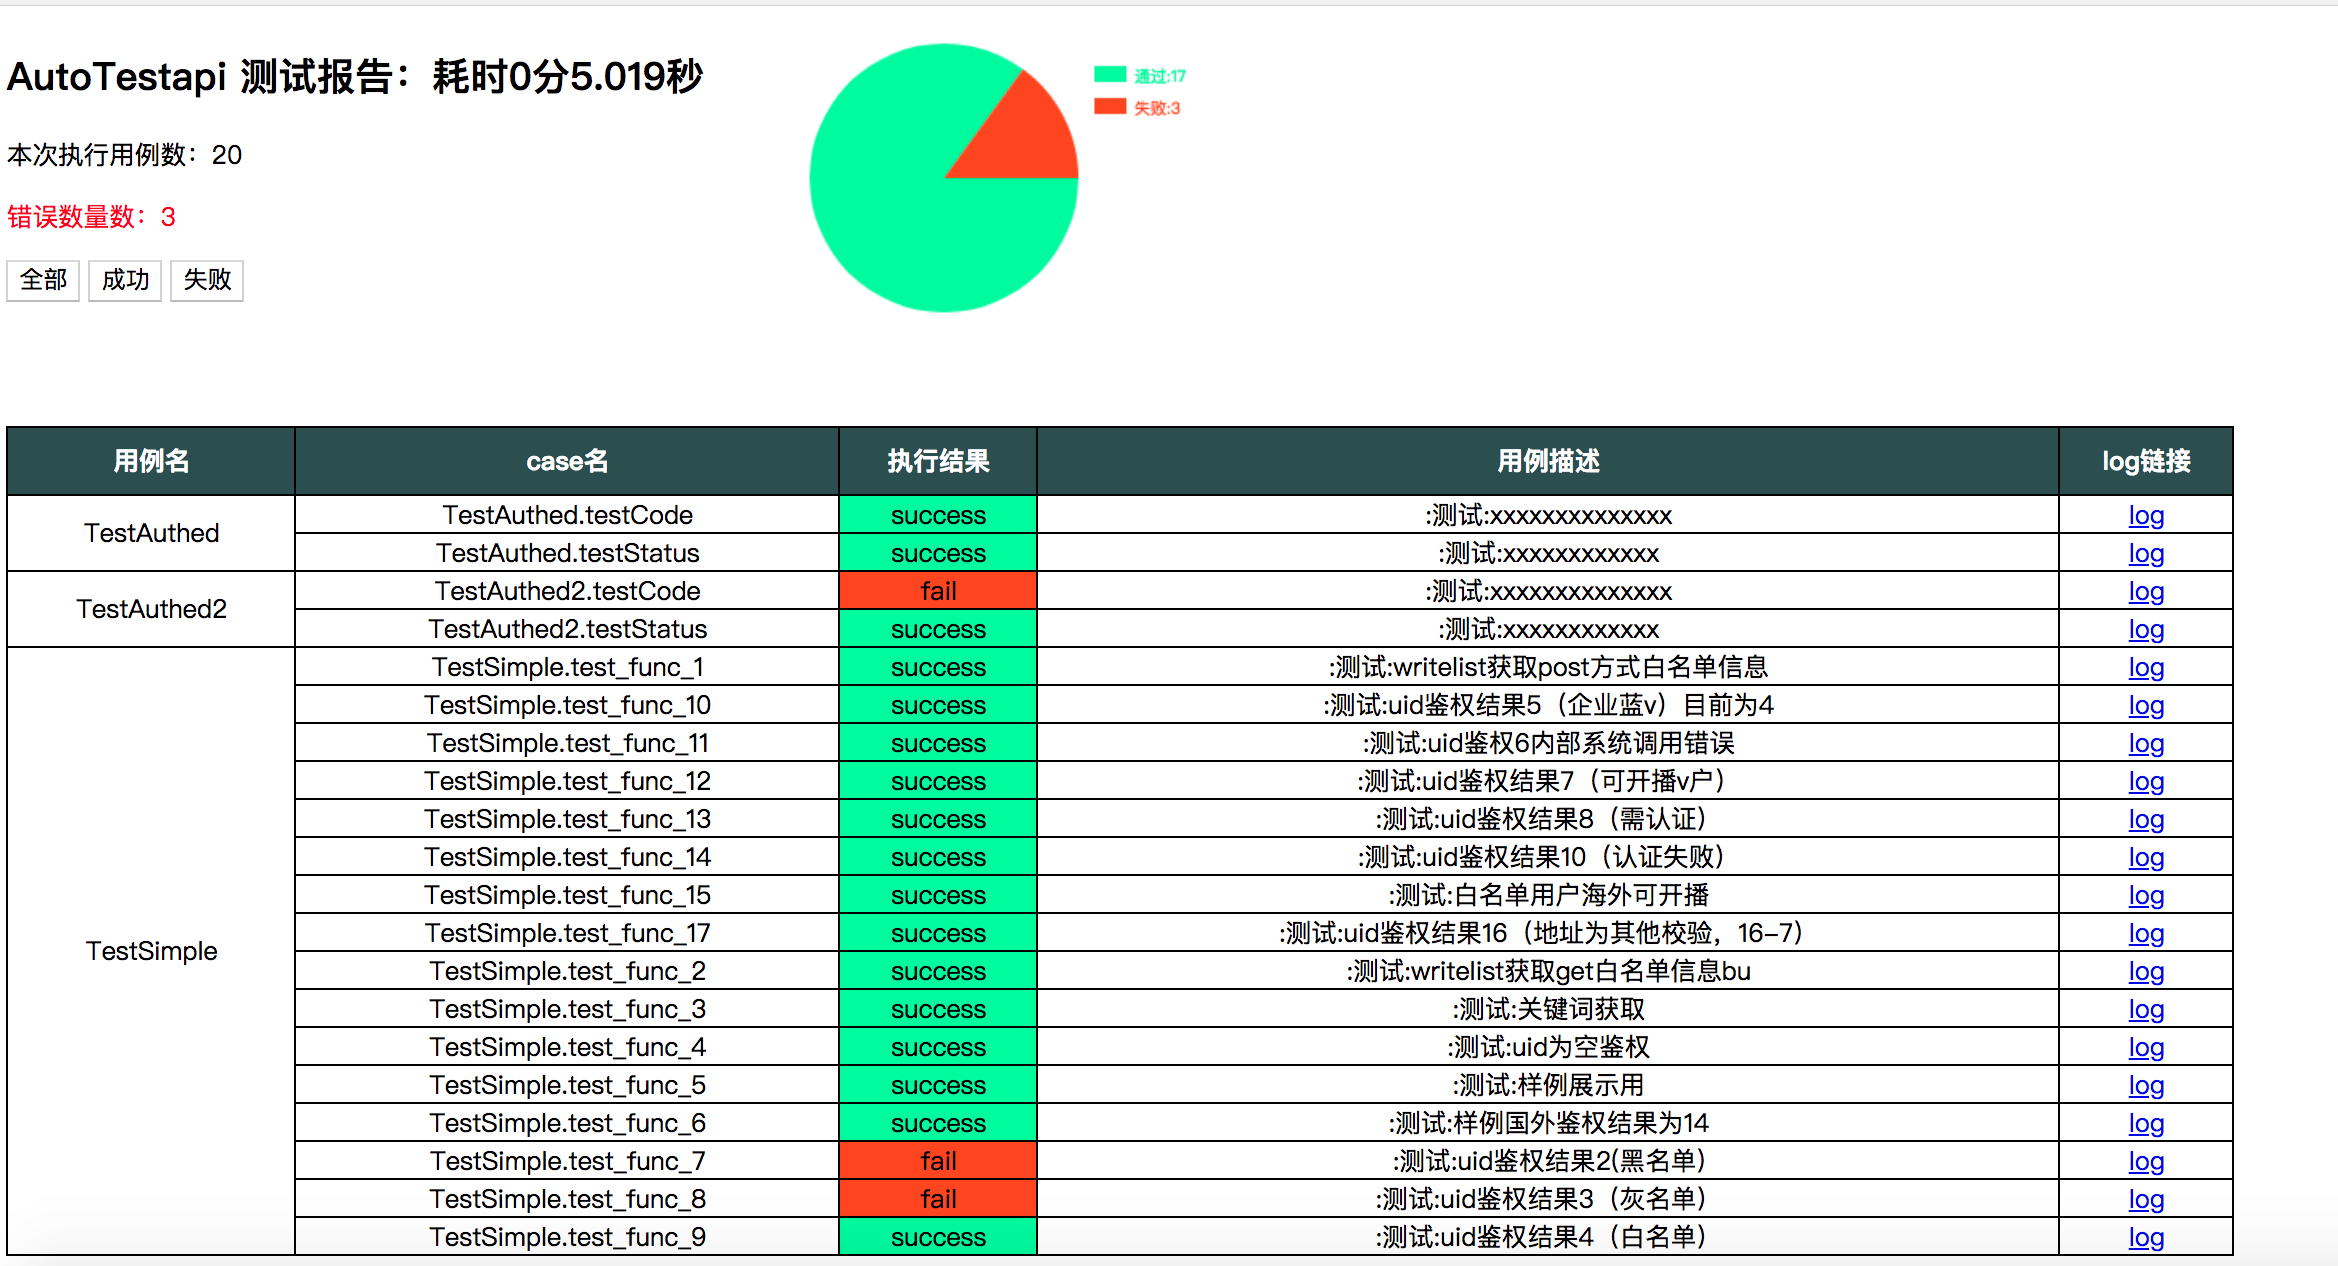 AutoTestapi 测试报告：耗时0分5.019秒
本次执行用例数：20
错误数量数：3
全部 成功 失败
通过:17
失败:3
用例名 case名 执行结果 用例描述 log链接
TestAuthed TestAuthed.testCode success :测试:xxxxxxxxxxxxxx log
TestAuthed.testStatus success :测试:xxxxxxxxxxxx log
TestAuthed2 TestAuthed2.testCode fail :测试:xxxxxxxxxxxxxx log
TestAuthed2.testStatus success :测试:xxxxxxxxxxxx log
TestSimple TestSimple.test_func_1 success :测试:writelist获取post方式白名单信息 log
TestSimple.test_func_10 success :测试:uid鉴权结果5（企业蓝v）目前为4 log
TestSimple.test_func_11 success :测试:uid鉴权6内部系统调用错误 log
TestSimple.test_func_12 success :测试:uid鉴权结果7（可开播v户） log
TestSimple.test_func_13 success :测试:uid鉴权结果8（需认证） log
TestSimple.test_func_14 success :测试:uid鉴权结果10（认证失败） log
TestSimple.test_func_15 success :测试:白名单用户海外可开播 log
TestSimple.test_func_17 success :测试:uid鉴权结果16（地址为其他校验，16-7） log
TestSimple.test_func_2 success :测试:writelist获取get白名单信息bu log
TestSimple.test_func_3 success :测试:关键词获取 log
TestSimple.test_func_4 success :测试:uid为空鉴权 log
TestSimple.test_func_5 success :测试:样例展示用 log
TestSimple.test_func_6 success :测试:样例国外鉴权结果为14 log
TestSimple.test_func_7 fail :测试:uid鉴权结果2(黑名单) log
TestSimple.test_func_8 fail :测试:uid鉴权结果3（灰名单） log
TestSimple.test_func_9 success :测试:uid鉴权结果4（白名单） log